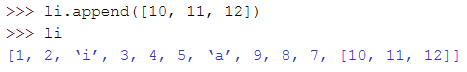 >>> li.append([10, 11, 12])
>>> li
[1, 2, ‘i’, 3, 4, 5, ‘a’, 9, 8, 7, [10, 11, 12]]